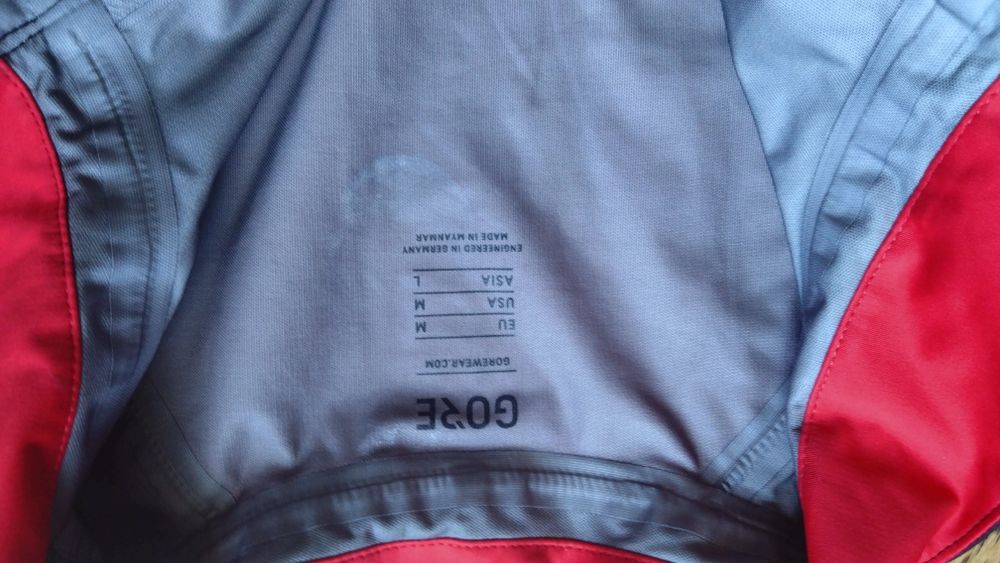 GORE
GOREWEAR.COM
EU M
USA M
ASIA L
ENGINEERED IN GERMANY
MADE IN MYANMAR